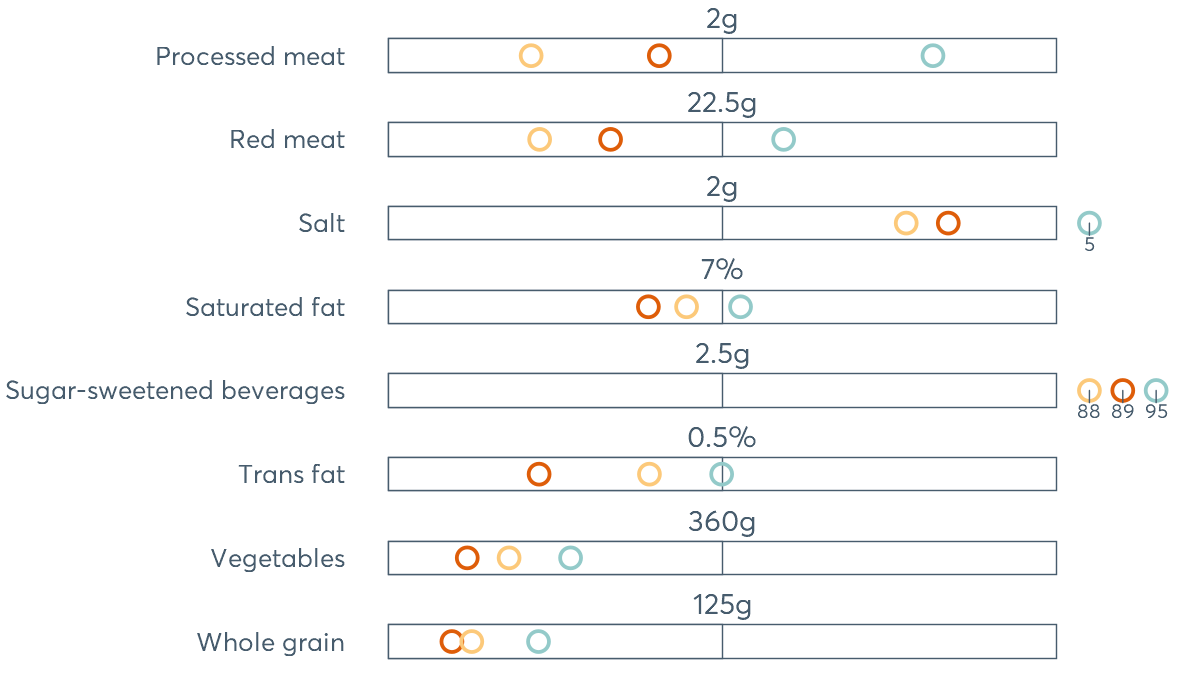 2g
Processed meat
22.5g
Red meat
2g
Salt
5
7%
Saturated fat
2.5g
Sugar-sweetened beverages
88 89 95
0.5%
Trans fat
360g
Vegetables
125g
Whole grain